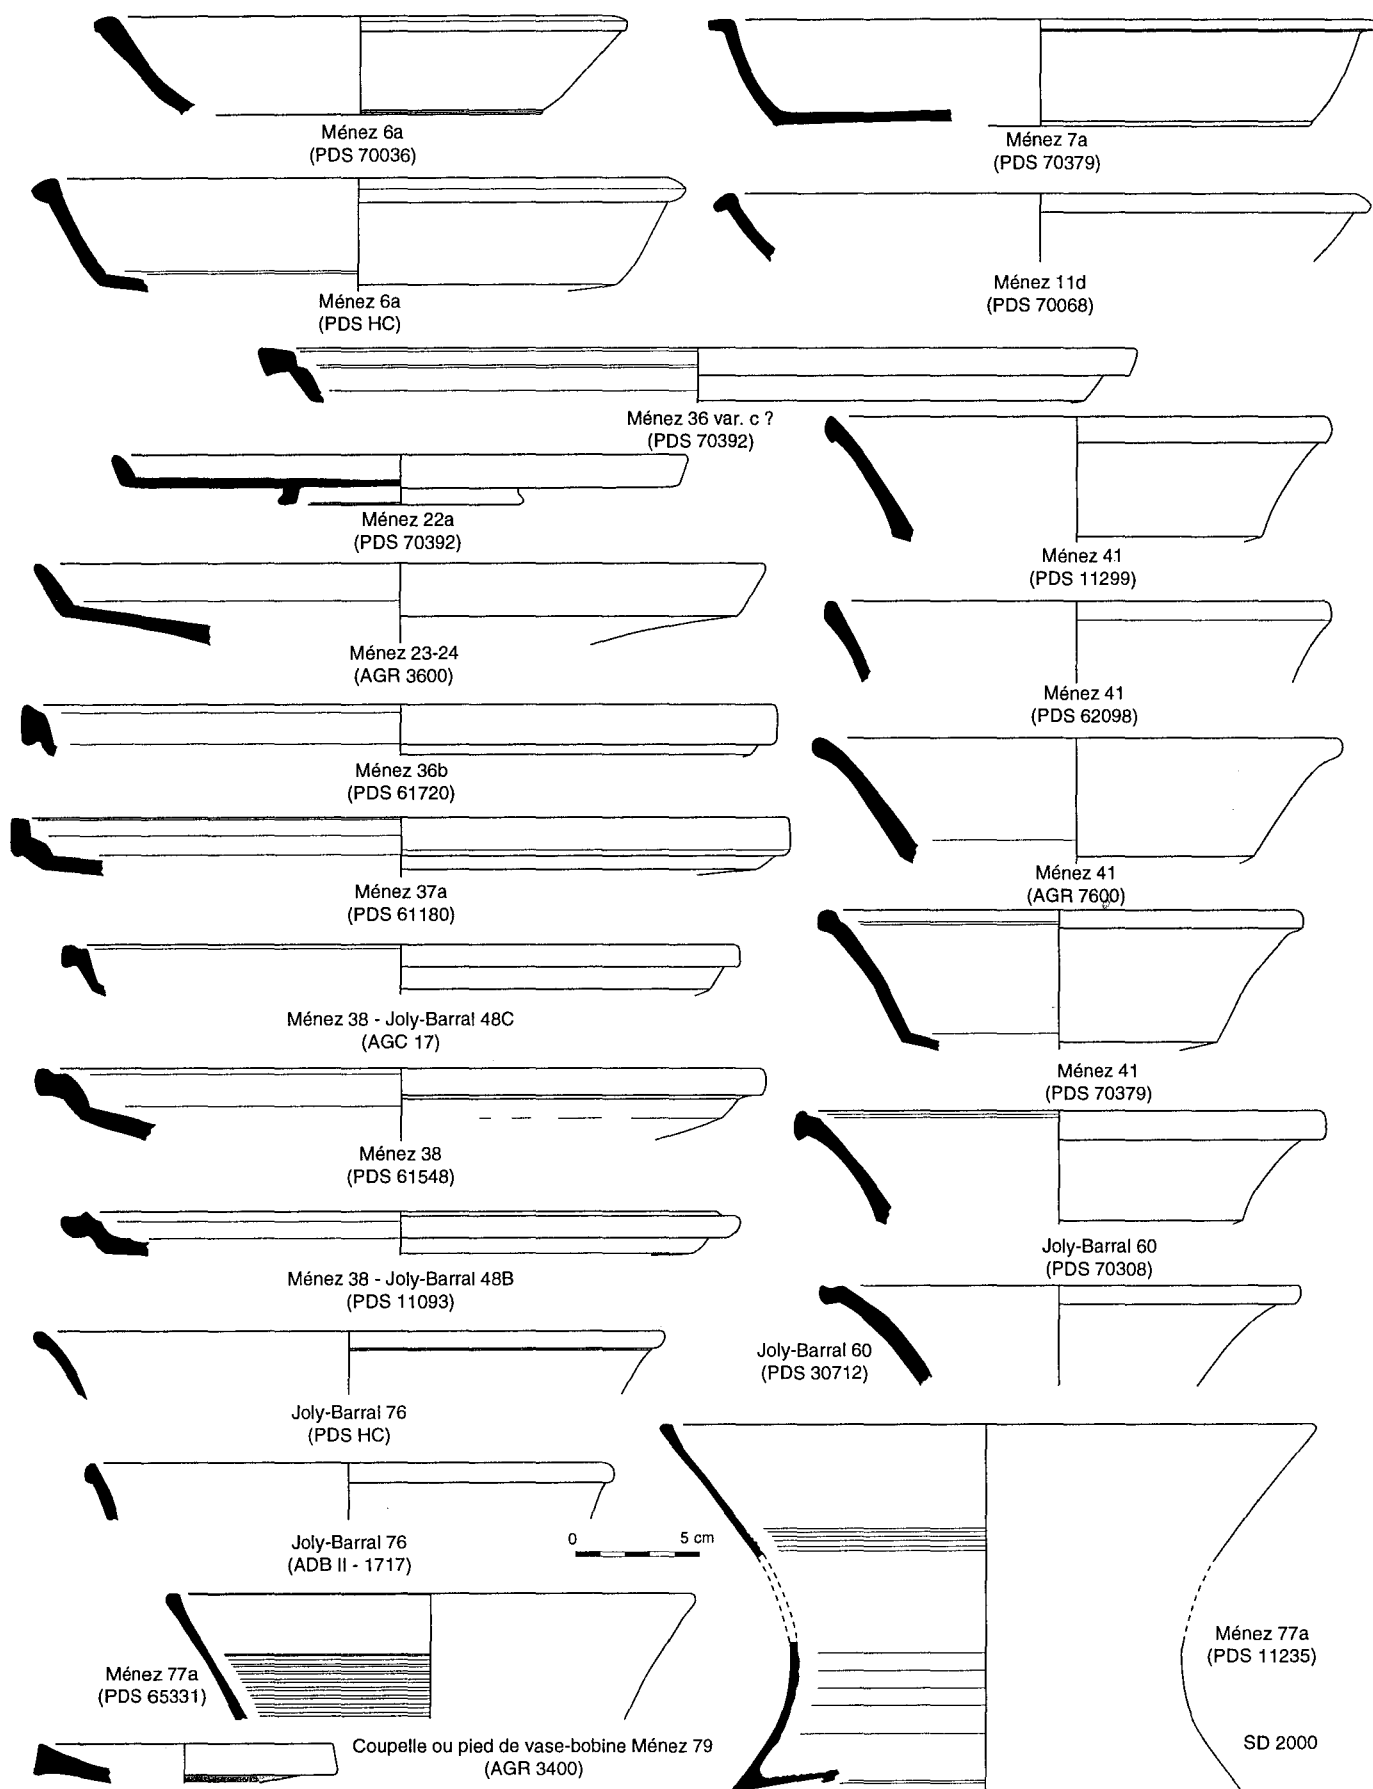 Ménez 6a
(PDS 70036)
Ménez 7a
(PDS 70379)
Ménez 6a
(PDS HC)
Ménez 11d
(PDS 70068)
Ménez 36 var. c ?
(PDS 70392)
Ménez 22a
(PDS 70392)
Ménez 41
(PDS 11299)
Ménez 23-24
(AGR 3600)
Ménez 41
(PDS 62098)
Ménez 36b
(PDS 61720)
Ménez 41
(AGR 7600)
Ménez 37a
(PDS 61180)
Ménez 38 - Joly-Barral 48C
(AGC 17)
Ménez 41
(PDS 70379)
Ménez 38
(PDS 61548)
Joly-Barral 60
(PDS 70308)
Ménez 38 - Joly-Barral 48B
(PDS 11093)
Joly-Barral 60
(PDS 30712)
Joly-Barral 76
(PDS HC)
Joly-Barral 76
(ADB II - 1717)
0 5 cm
Ménez 77a
(PDS 65331)
Ménez 77a
(PDS 11235)
Coupelle ou pied de vase-bobine Ménez 79
(AGR 3400)
SD 2000